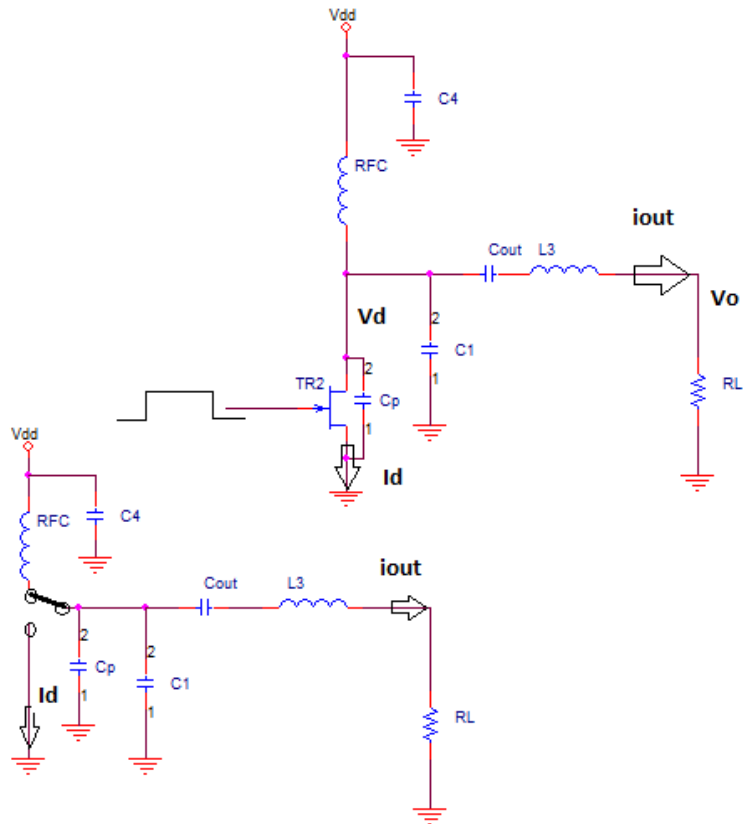 Vdd
C4
RFC
iout
Cout L3
Vo
Vd
2
C1
1
TR2
2
Cp
1
RL
Id
Vdd
RFC
C4
iout
Cout L3
2
Cp
1
2
C1
1
Id
RL